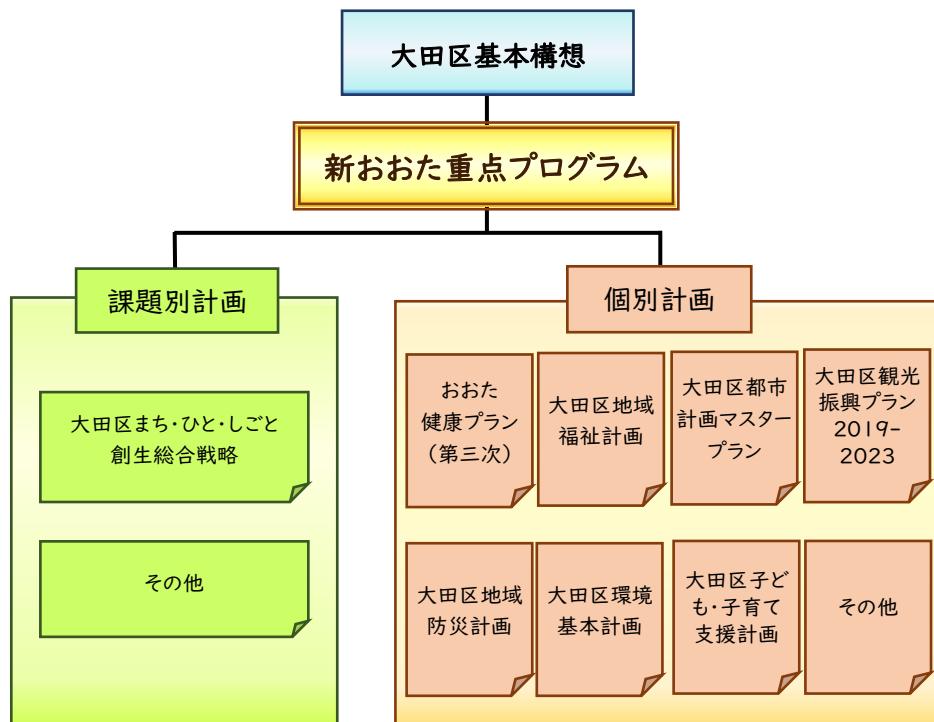 大田区基本構想
新おおた重点プログラム
課題別計画
大田区まち・ひと・しごと
創生総合戦略
その他
個別計画
おおた
健康プラン
（第三次）
大田区地域
福祉計画
大田区都市
計画マスター
プラン
大田区観光
振興プラン
2019-
2023
大田区地域
防災計画
大田区環境
基本計画
大田区子ど
も・子育て
支援計画
その他